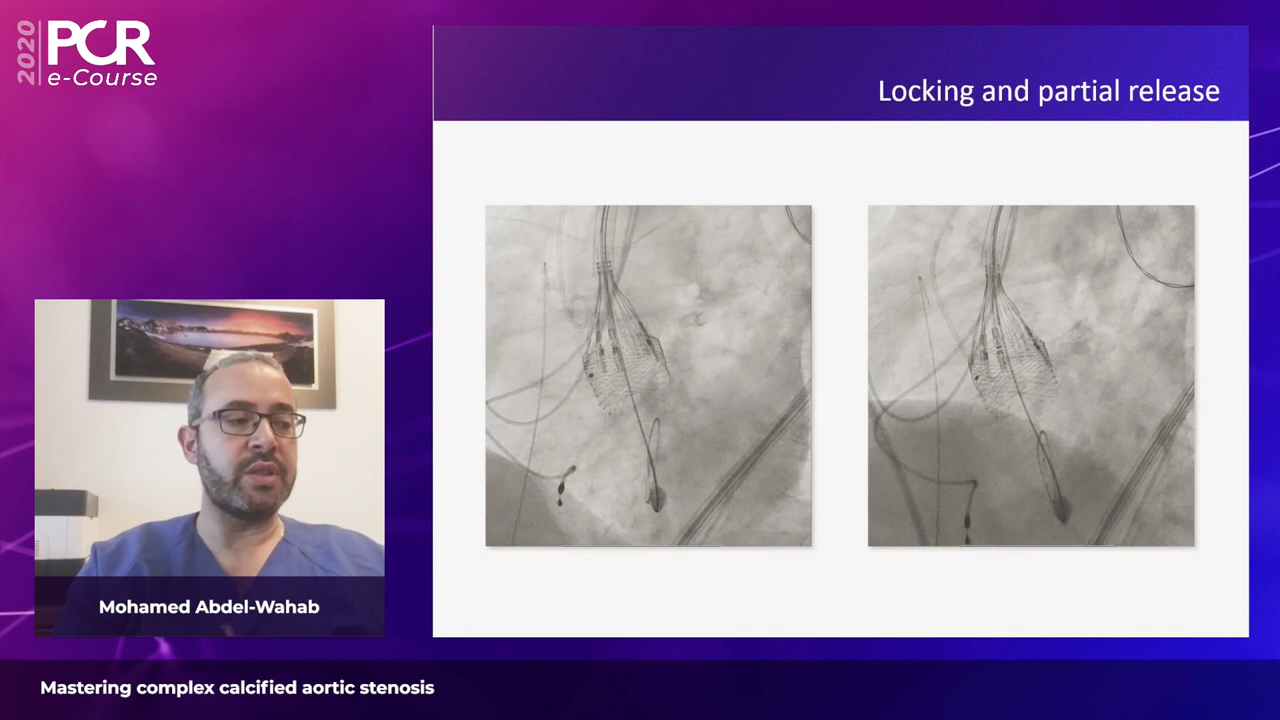 2020
PCR
e-Course
Locking and partial release
Mohamed Abdel-Wahab
Mastering complex calcified aortic stenosis